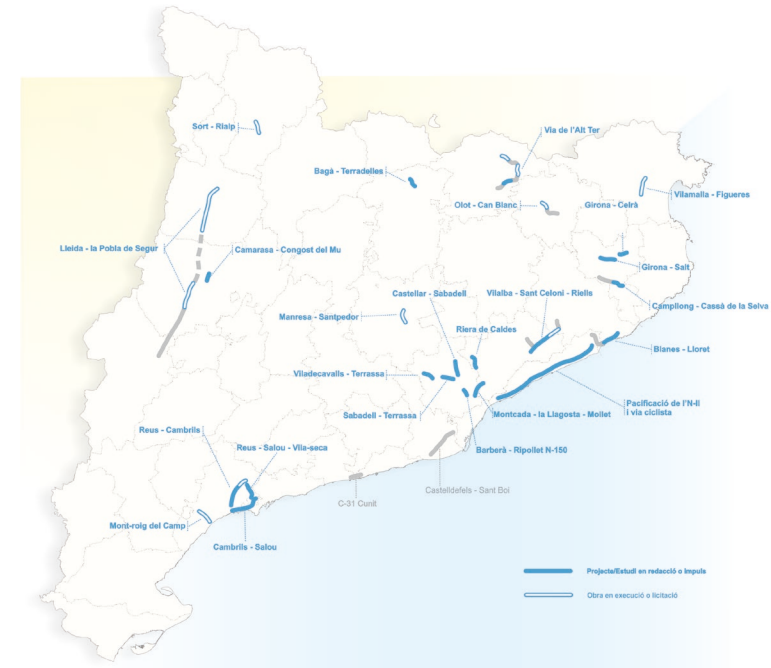 Sort - Rialp
Via de l'Alt Ter
Bagà - Terradelles
Olot - Can Blanc
Girona - Celrà
Vilamalla - Figueres
Lleida - la Pobla de Segur
Camarasa - Congost del Mu
Girona - Salt
Castellar - Sabadell
Vilalba - Sant Celoni - Riells
Campllong - Cassà de la Selva
Manresa - Santpedor
Riera de Caldes
Blanes - Lloret
Viladecavalls - Terrassa
Pacificació de l'N-II
i via ciclista
Sabadell - Terrassa
Montcada - la Llagosta - Mollet
Reus - Cambrils
Reus - Salou - Vila-seca
Barberà - Ripollet N-150
Castelldefels - Sant Boi
C-31 Cunit
Mont-roig del Camp
Cambrils - Salou
Projecte/Estudi en redacció o impuls
Obra en execució o licitació